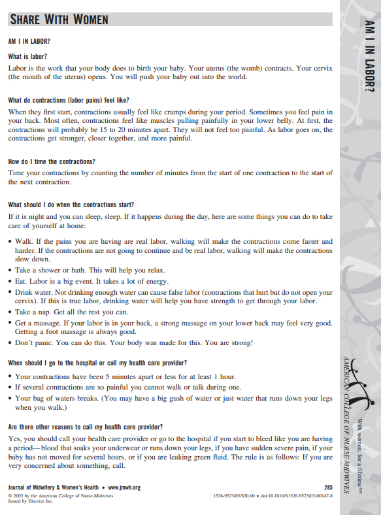 SHARE WITH WOMEN
AM I IN LABOR?
What is labor?
Labor is the work that your body does to birth your baby. Your uterus (the womb) contracts. Your cervix
(the mouth of the uterus) opens. You will push your baby out into the world.
What do contractions (labor pains) feel like?
When they first start, contractions usually feel like cramps during your period. Sometimes you feel pain in
your back. Most often, contractions feel like muscles pulling painfully in your lower belly. At first, the
contractions will probably be 15 to 20 minutes apart. They will not feel too painful. As labor goes on, the
contractions get stronger, closer together, and more painful.
How do I time the contractions?
Time your contractions by counting the number of minutes from the start of one contraction to the start of
the next contraction.
What should I do when the contractions start?
If it is night and you can sleep, sleep. If it happens during the day, here are some things you can do to take
care of yourself at home:
• Walk. If the pains you are having are real labor, walking will make the contractions come faster and
harder. If the contractions are not going to continue and be real labor, walking will make the contractions
slow down.
• Take a shower or bath. This will help you relax.
• Eat. Labor is a big event. It takes a lot of energy.
• Drink water. Not drinking enough water can cause false labor (contractions that hurt but do not open your
cervix). If this is true labor, drinking water will help you have strength to get through your labor.
• Take a nap. Get all the rest you can.
• Get a massage. If your labor is in your back, a strong massage on your lower back may feel very good.
Getting a foot massage is always good.
• Don't panic. You can do this. Your body was made for this. You are strong!
When should I go to the hospital or call my health care provider?
• Your contractions have been 5 minutes apart or less for at least 1 hour.
• If several contractions are so painful you cannot walk or talk during one.
• Your bag of waters breaks. (You may have a big gush of water or just water that runs down your legs
when you walk.)
Are there other reasons to call my health care provider?
Yes, you should call your health care provider or go to the hospital if you start to bleed like you are having
a period—blood that soaks your underwear or runs down your legs, if you have sudden severe pain, if your
baby has not moved for several hours, or if you are leaking green fluid. The rule is as follows: If you are
very concerned about something, call.
Journal of Midwifery & Women's Health • www.jmwh.org 285
© 2003 by the American College of Nurse-Midwives
Issued by Elsevier Inc.
AM I IN LABOR?
AMERICAN COLLEGE OF NURSE-MIDWIVES
With women, for a lifetime